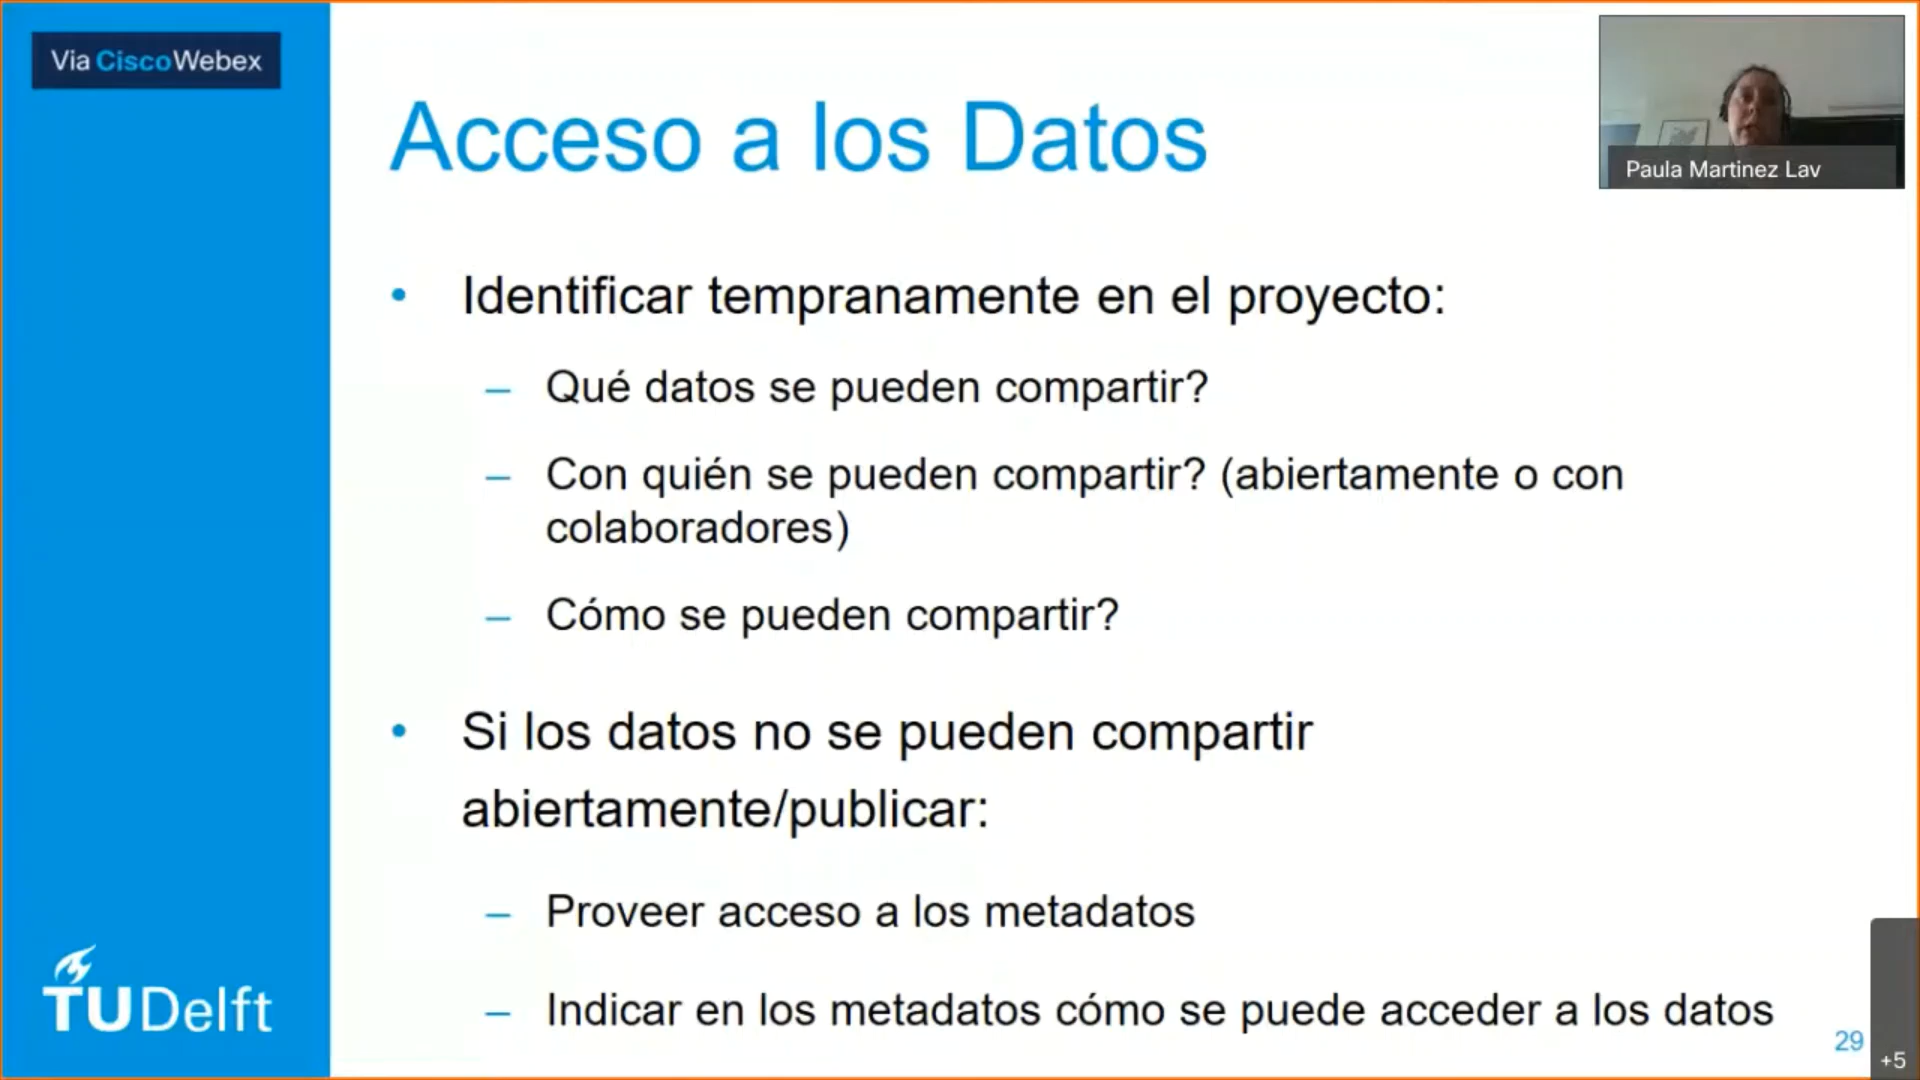 Via CiscoWebex
Acceso a los Datos
Paula Martinez Lav
• Identificar tempranamente en el proyecto:
– Qué datos se pueden compartir?
– Con quién se pueden compartir? (abiertamente o con
colaboradores)
– Cómo se pueden compartir?
• Si los datos no se pueden compartir
abiertamente/publicar:
– Proveer acceso a los metadatos
– Indicar en los metadatos cómo se puede acceder a los datos
TUDelft
29
+5